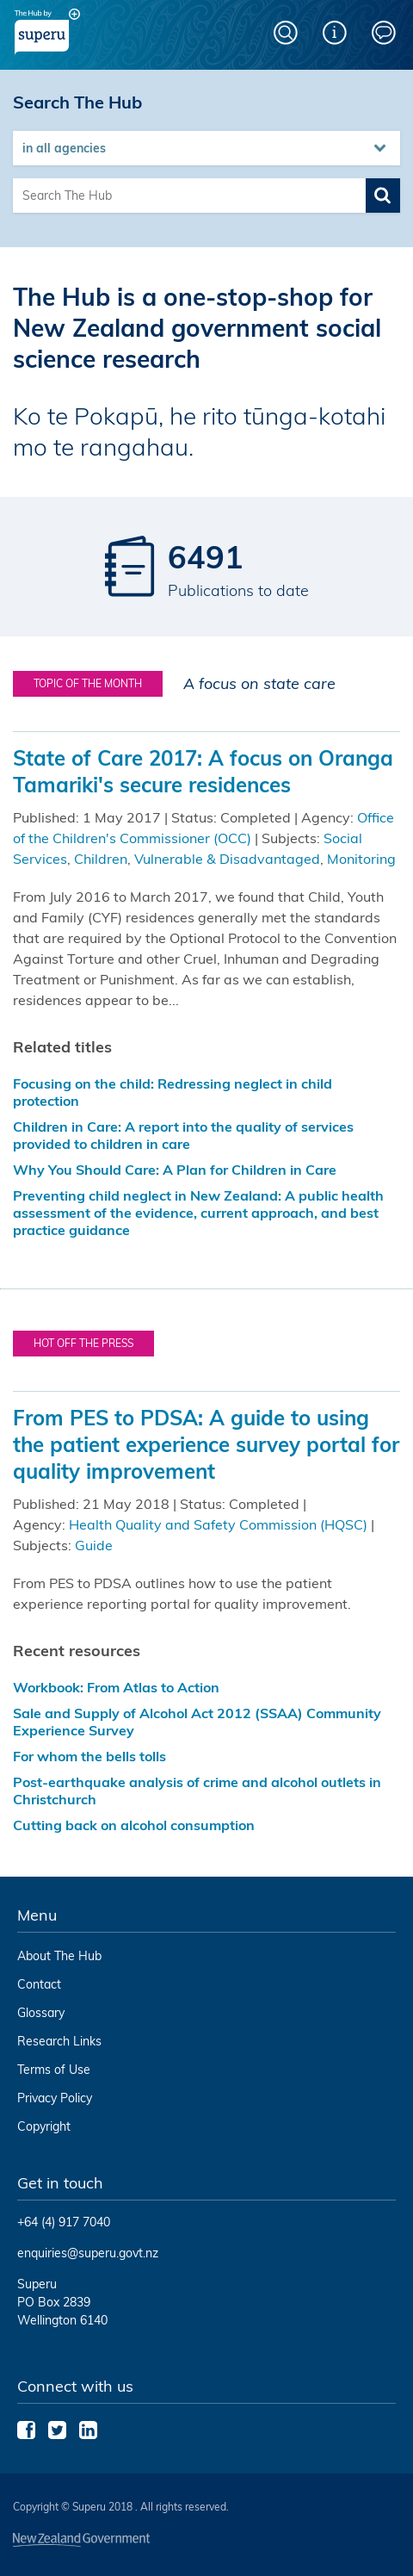 The Hub by
superu
Search The Hub
in all agencies
Search The Hub
The Hub is a one-stop-shop for
New Zealand government social
science research
Ko te Pokapū, he rito tūnga-kotahi
mo te rangahau.
6491
Publications to date
TOPIC OF THE MONTH
A focus on state care
State of Care 2017: A focus on Oranga
Tamariki's secure residences
Published: 1 May 2017 | Status: Completed | Agency: Office
of the Children's Commissioner (OCC) | Subjects: Social
Services, Children, Vulnerable & Disadvantaged, Monitoring
From July 2016 to March 2017, we found that Child, Youth
and Family (CYF) residences generally met the standards
that are required by the Optional Protocol to the Convention
Against Torture and other Cruel, Inhuman and Degrading
Treatment or Punishment. As far as we can establish,
residences appear to be...
Related titles
Focusing on the child: Redressing neglect in child
protection
Children in Care: A report into the quality of services
provided to children in care
Why You Should Care: A Plan for Children in Care
Preventing child neglect in New Zealand: A public health
assessment of the evidence, current approach, and best
practice guidance
HOT OFF THE PRESS
From PES to PDSA: A guide to using
the patient experience survey portal for
quality improvement
Published: 21 May 2018 | Status: Completed |
Agency: Health Quality and Safety Commission (HQSC) |
Subjects: Guide
From PES to PDSA outlines how to use the patient
experience reporting portal for quality improvement.
Recent resources
Workbook: From Atlas to Action
Sale and Supply of Alcohol Act 2012 (SSAA) Community
Experience Survey
For whom the bells tolls
Post-earthquake analysis of crime and alcohol outlets in
Christchurch
Cutting back on alcohol consumption
Menu
About The Hub
Contact
Glossary
Research Links
Terms of Use
Privacy Policy
Copyright
Get in touch
+64 (4) 917 7040
enquiries@superu.govt.nz
Superu
PO Box 2839
Wellington 6140
Connect with us
Copyright © Superu 2018 . All rights reserved.
New Zealand Government